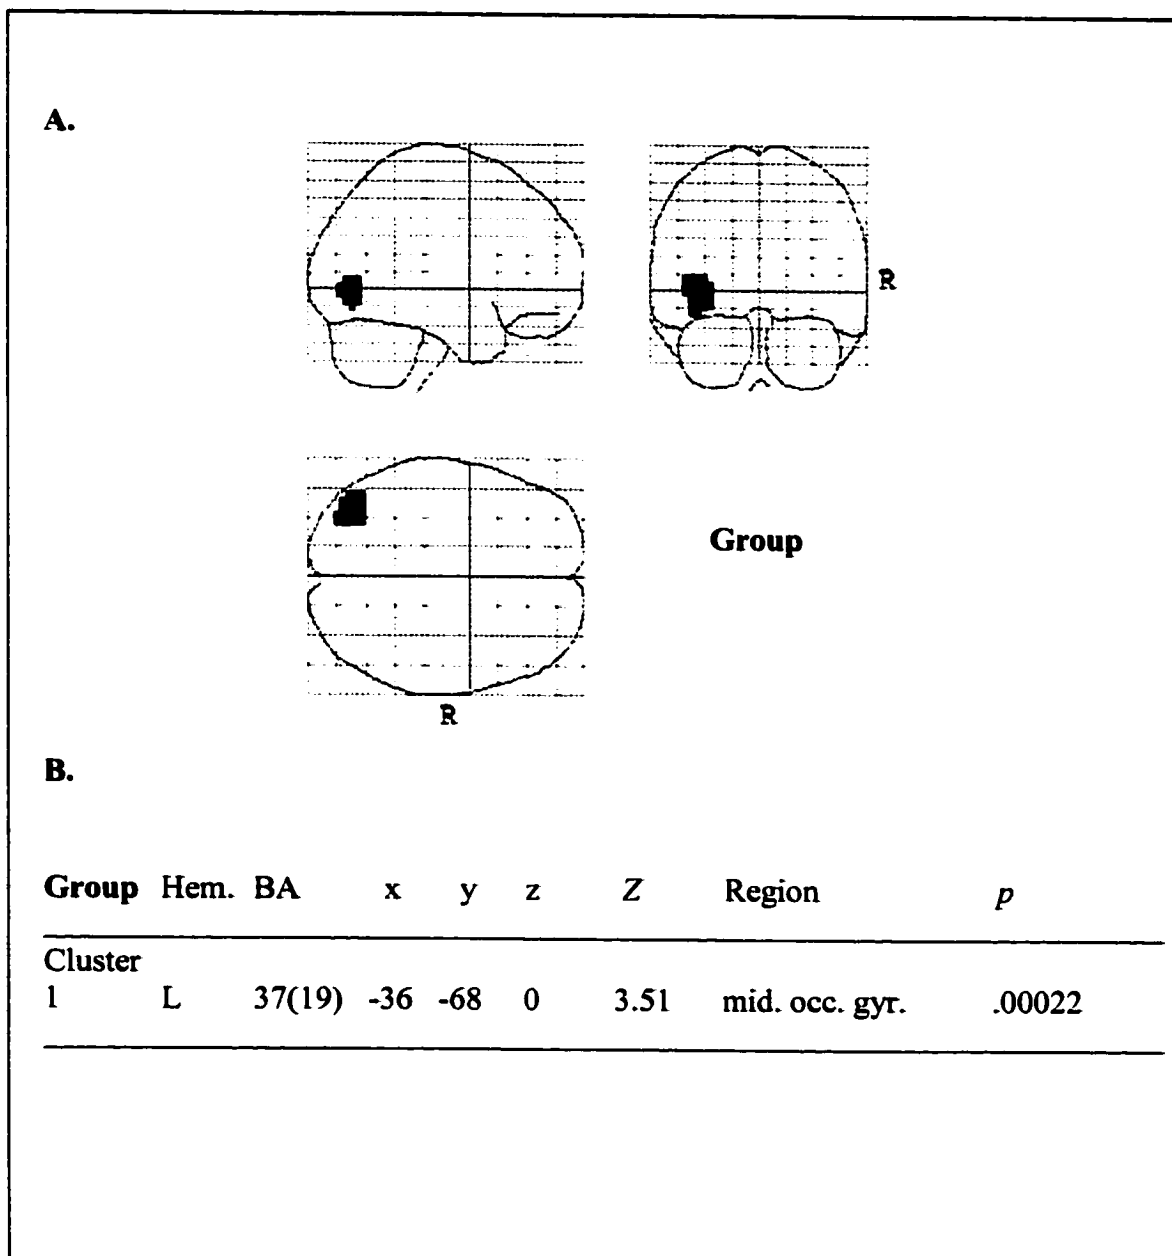 A.
R
Group
R
B.
Group Hem. BA x y z Z Region p
Cluster
1 L 37(19) -36 -68 0 3.51 mid. occ. gyr. .00022